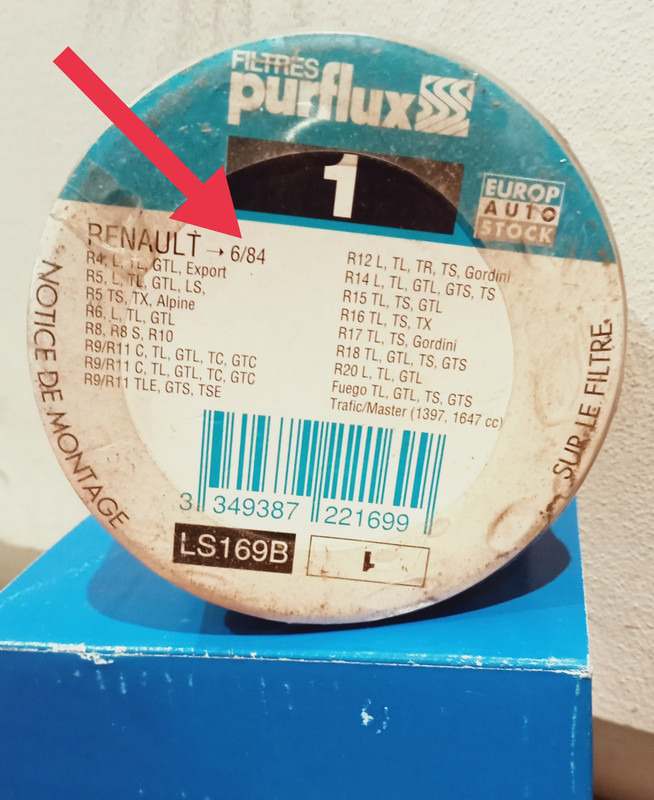 FILTRES
purflux
1
EUROP
AUTO
STOCK
RENAULT → 6/84
R4, L, TL, GTL, Export
R5, L, TL, GTL, LS,
R5 TS, TX, Alpine
R6, L, TL, GTL
R8, R8 S, R10
R9/R11 C, TL, GTL, TC, GTC
R9/R11 C, TL, GTL, TC, GTC
R9/R11 TLE, GTS, TSE
R12 L, TL, TR, TS, Gordini
R14 L, TL, GTL, GTS, TS
R15 TL, TS, GTL
R16 TL, TS, TX
R17 TL, TS, Gordini
R18 TL, GTL, TS, GTS
R20 L, TL, GTL
Fuego TL, GTL, TS, GTS
Trafic/Master (1397, 1647 cc)
NOTICE DE MONTAGE
SUR LE FILTRE.
3 349387 221699
LS169B